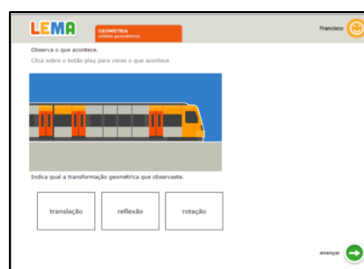 LEMA
GEOMETRIA
sólidos geométricos
Francisco
Observa o que acontece.
Clica sobre o botão play para veres o que acontece
Indica qual a transformação geométrica que observaste.
translação
reflexão
rotação
avançar